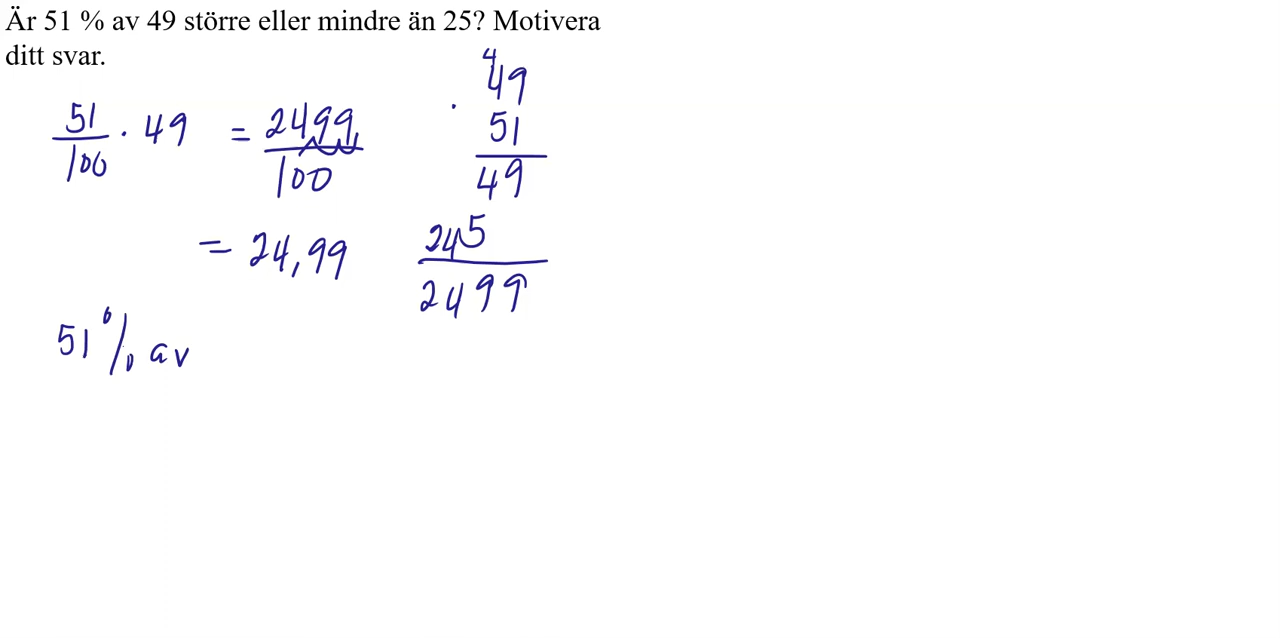 Är 51 % av 49 större eller mindre än 25? Motivera
ditt svar.
51/100 · 49 = 2499/100
= 24,99
4
· 49
51
49
245
2499
51 % av